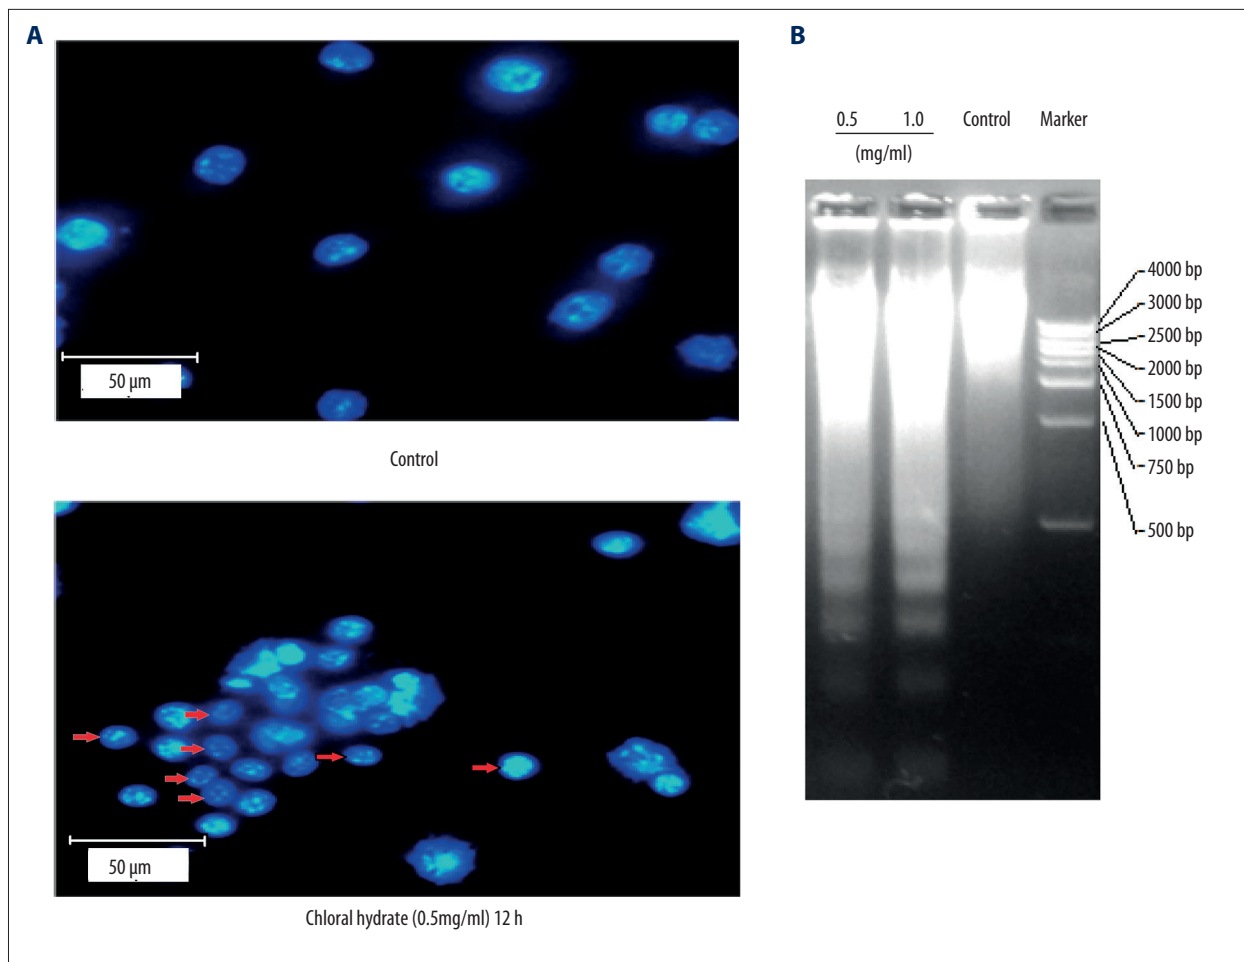 A
50 µm
Control
50 µm
Chloral hydrate (0.5mg/ml) 12 h
B
0.5 1.0 Control Marker
(mg/ml)
4000 bp
3000 bp
2500 bp
2000 bp
1500 bp
1000 bp
750 bp
500 bp